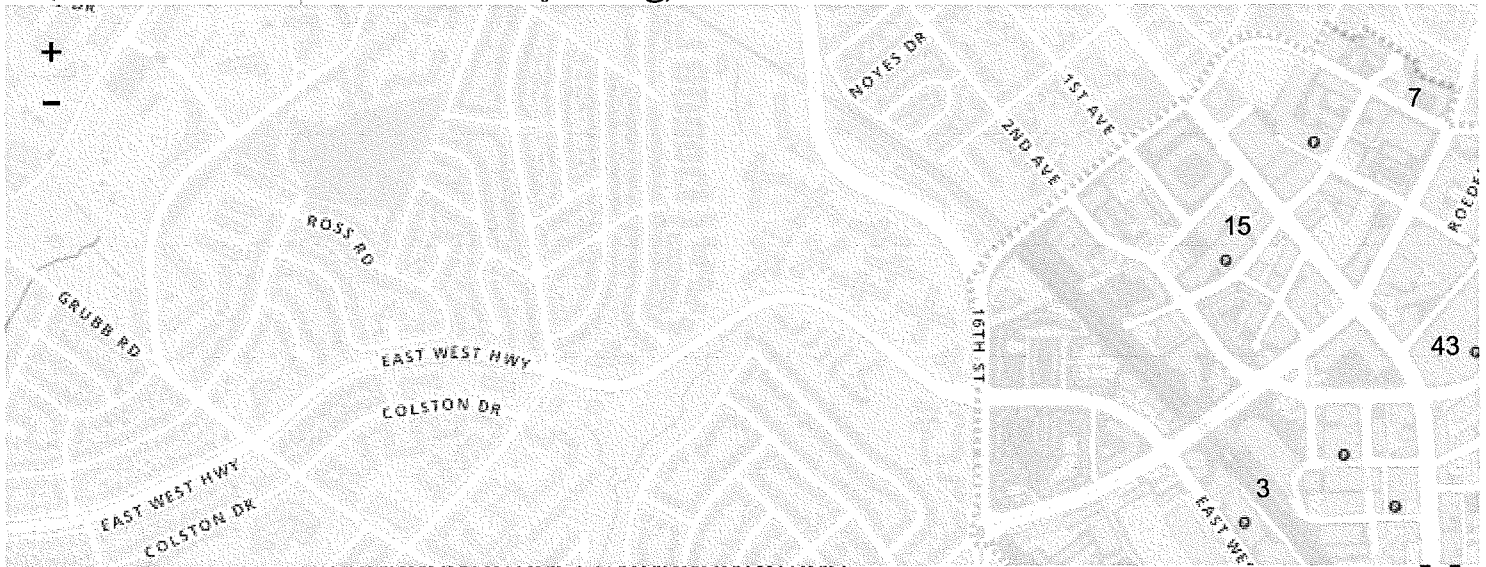 +
−
NOYES DR
1ST AVE
2ND AVE
7
15
ROSS RD
GRUBB RD
EAST WEST HWY
16TH ST
43
COLSTON DR
EAST WEST HWY
COLSTON DR
3